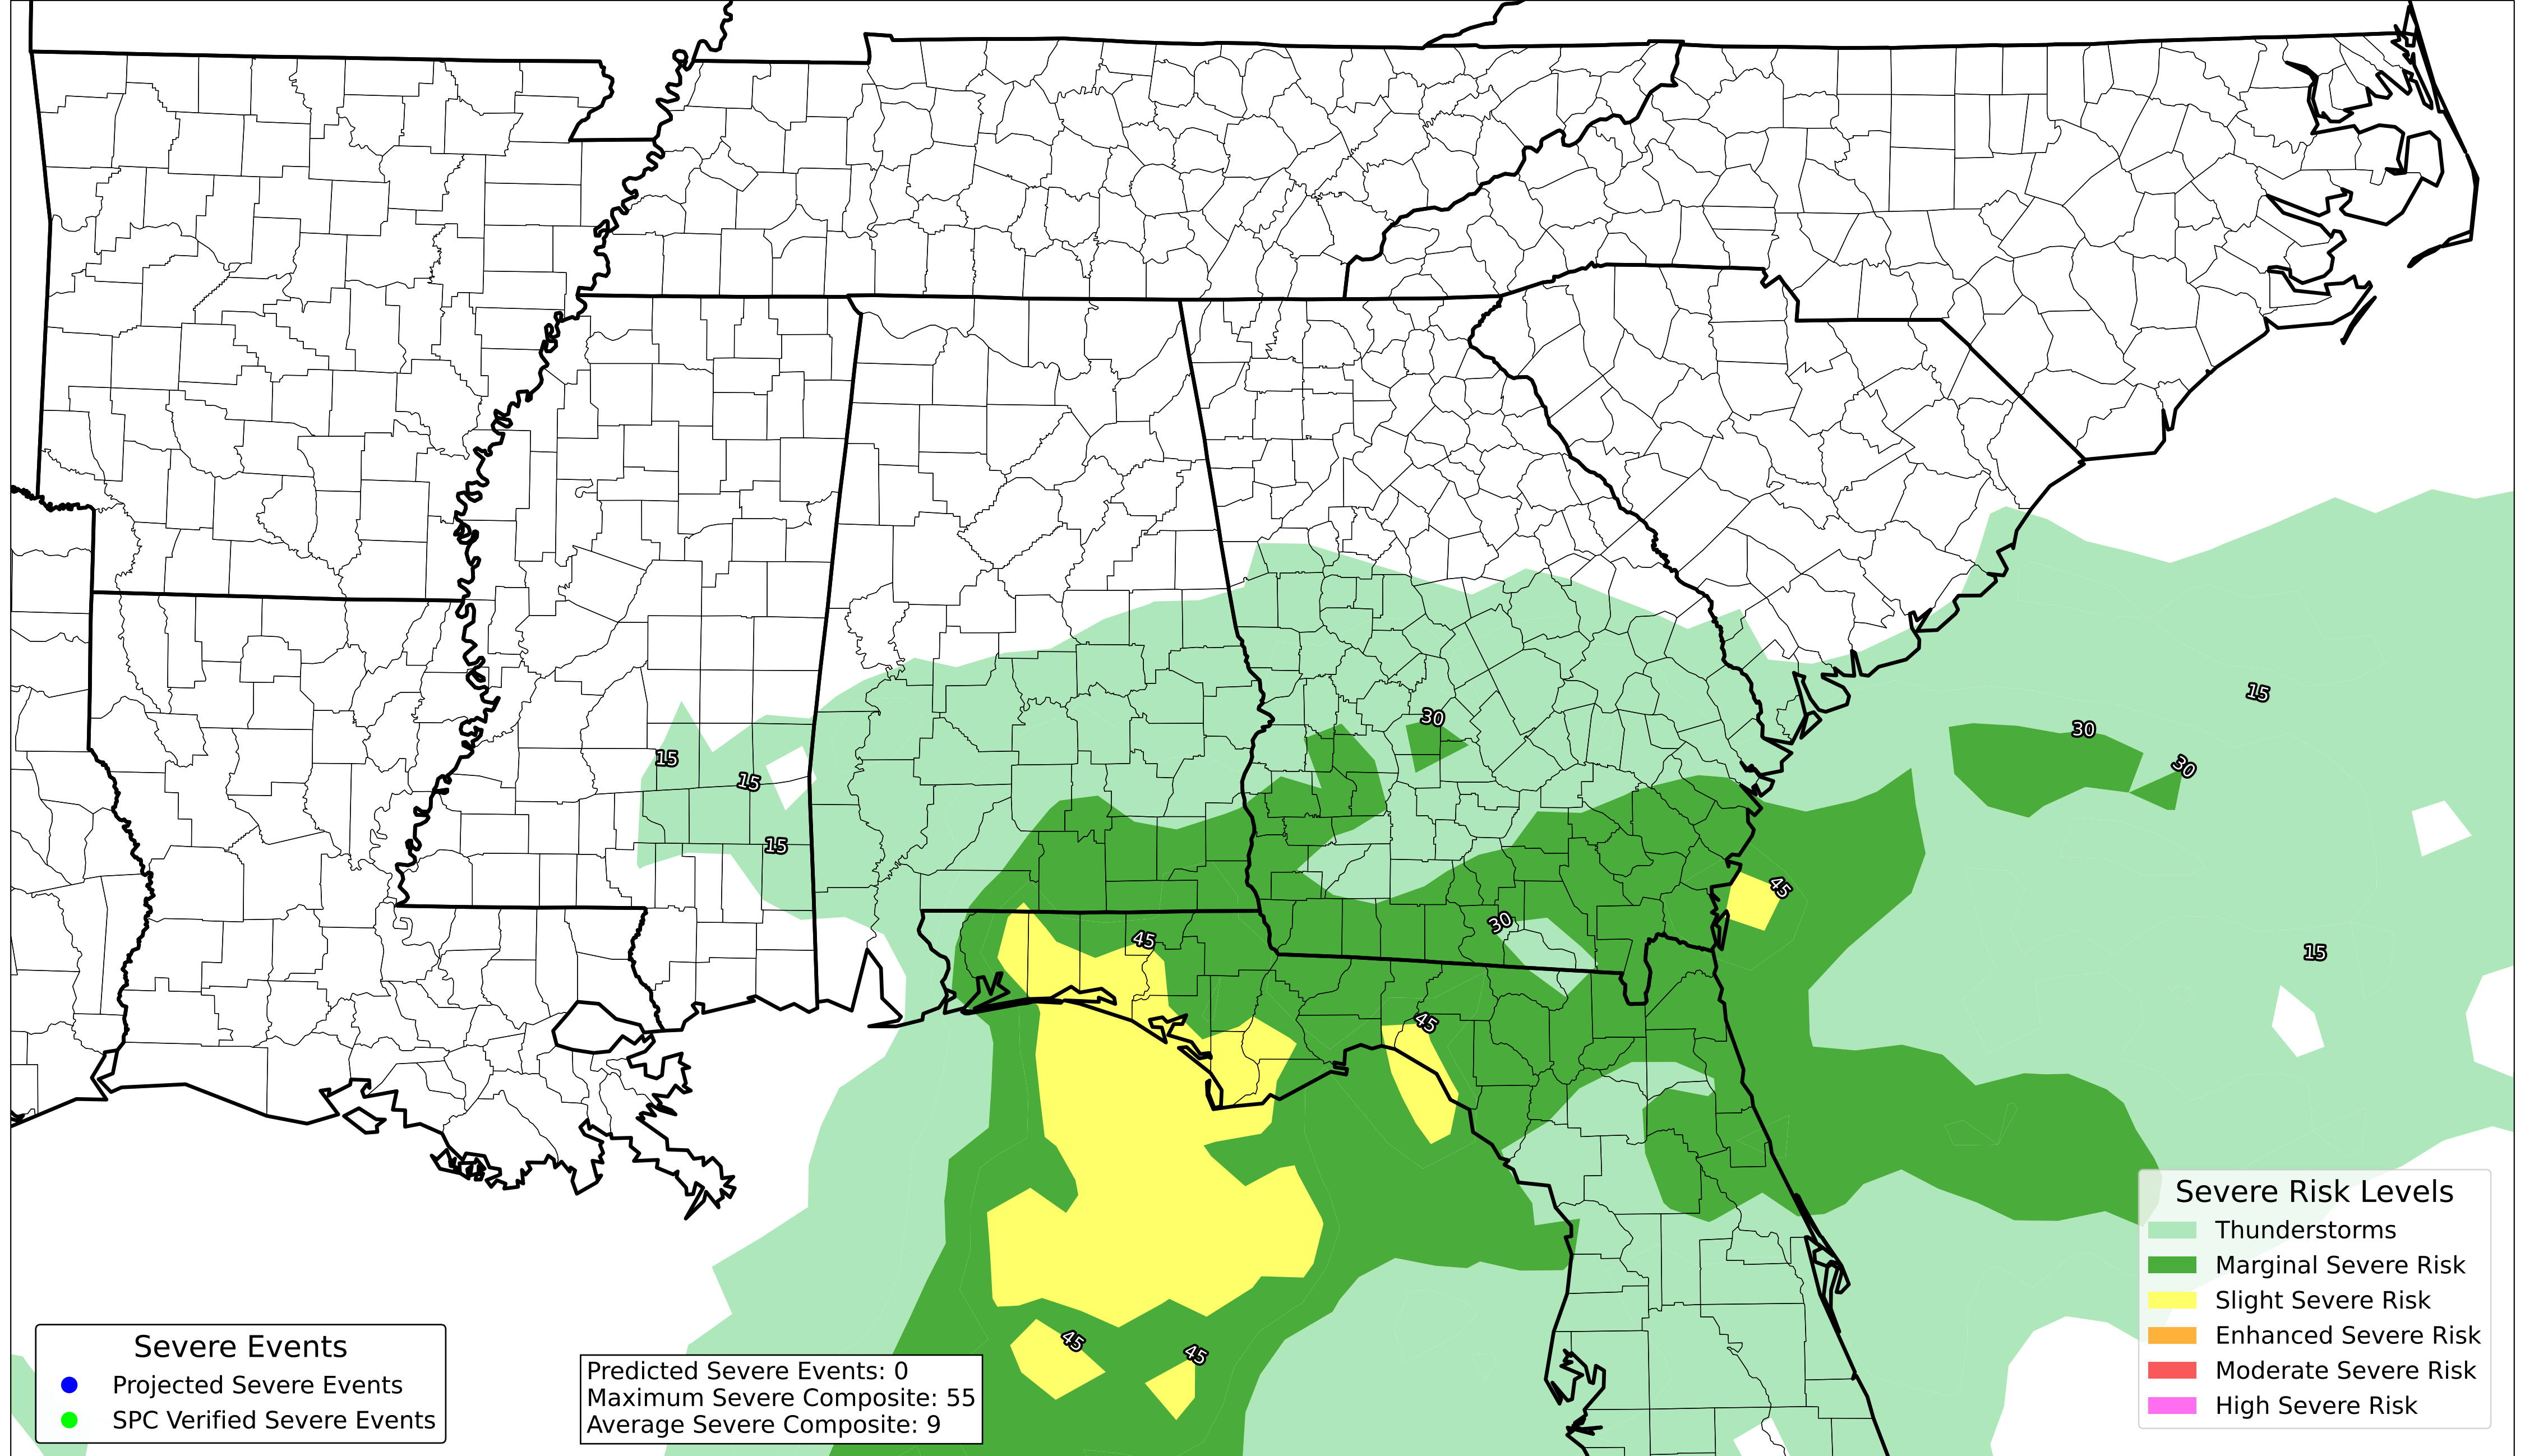 30
15
15
30
30
15
15
45
45
30
15
45
45
45
Severe Risk Levels
Thunderstorms
Marginal Severe Risk
Slight Severe Risk
Enhanced Severe Risk
Moderate Severe Risk
High Severe Risk
Severe Events
Projected Severe Events
SPC Verified Severe Events
Predicted Severe Events: 0
Maximum Severe Composite: 55
Average Severe Composite: 9